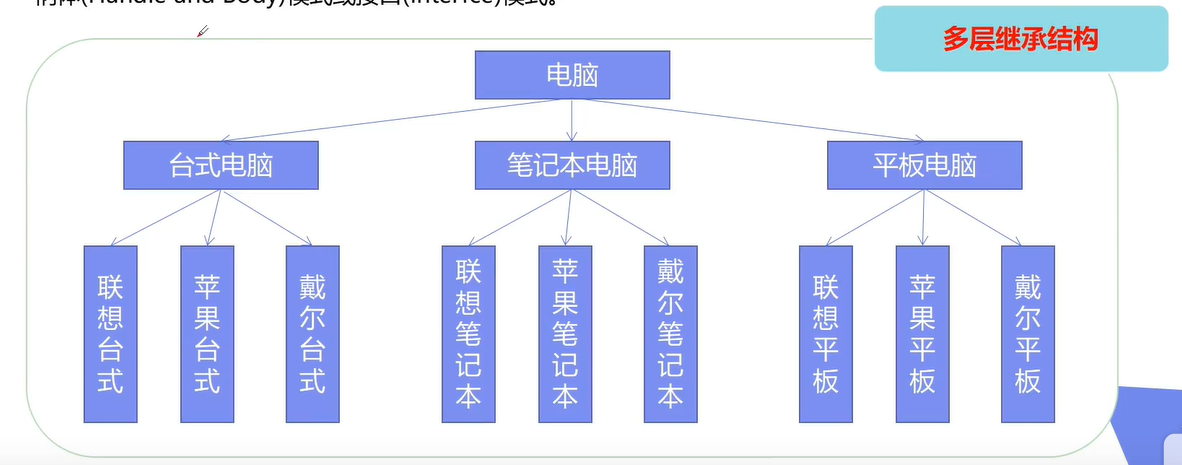 柄体(Handle and Body)模式或接口(Interfce)模式。
多层继承结构
电脑
台式电脑
笔记本电脑
平板电脑
联想台式
苹果台式
戴尔台式
联想笔记本
苹果笔记本
戴尔笔记本
联想平板
苹果平板
戴尔平板